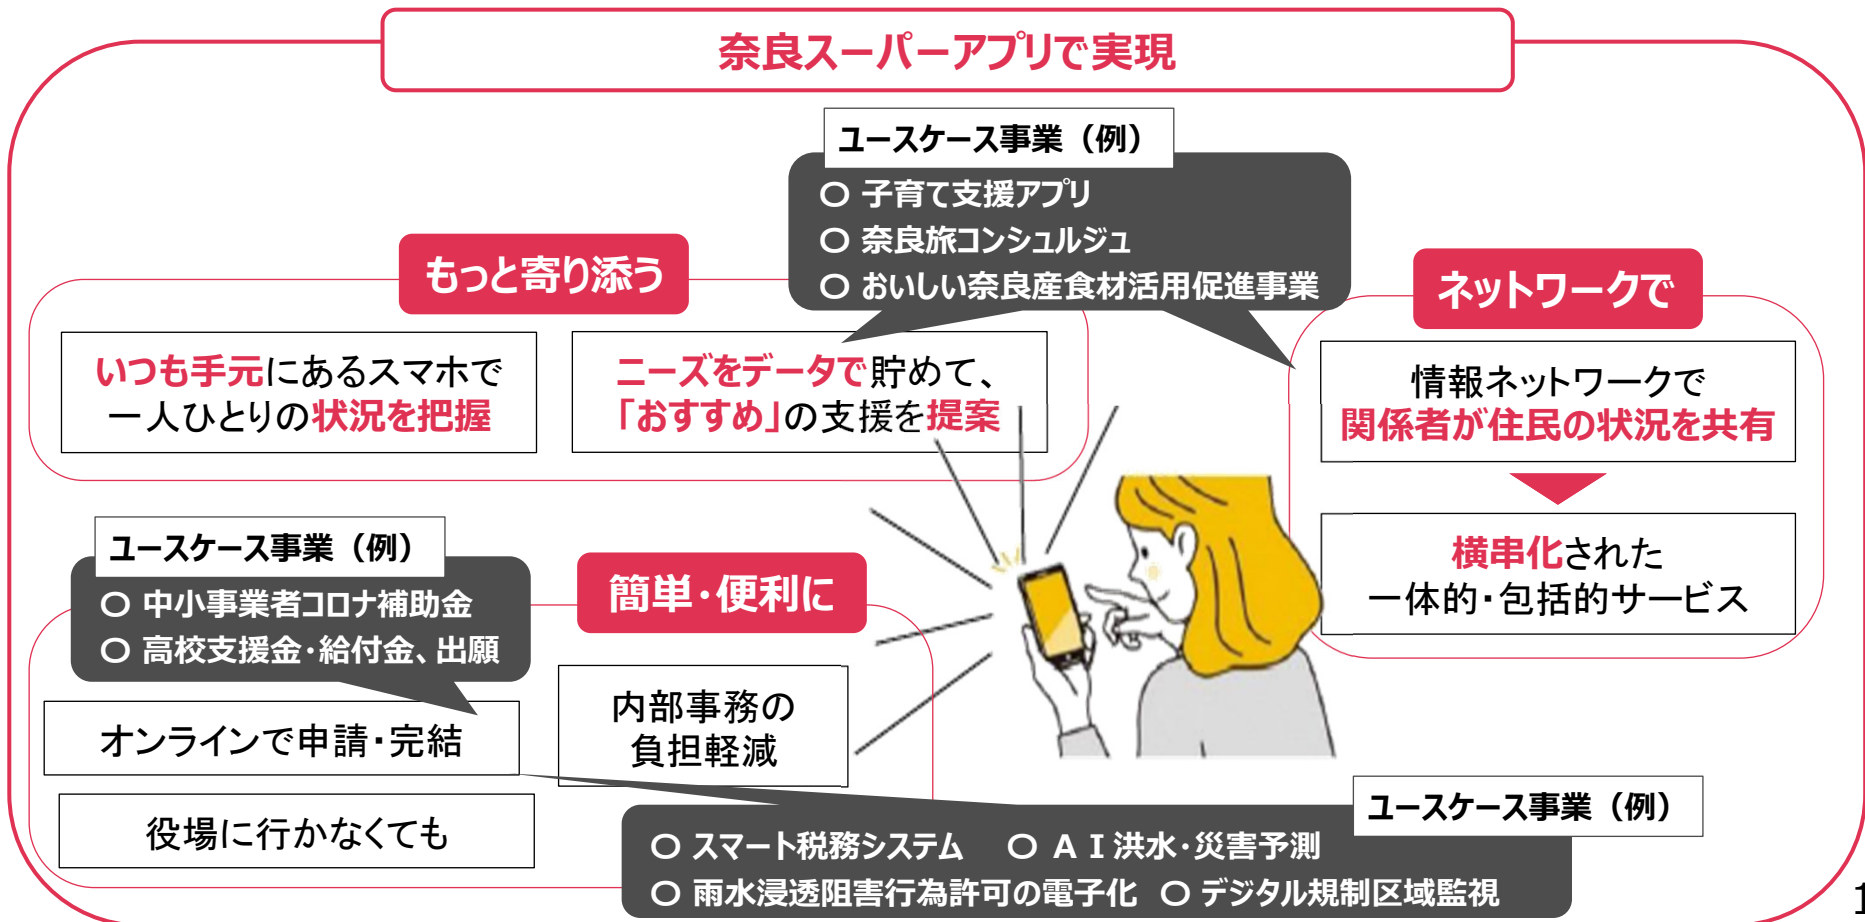 奈良スーパーアプリで実現
ユースケース事業（例）
〇 子育て支援アプリ
〇 奈良旅コンシュルジュ
〇 おいしい奈良産食材活用促進事業
もっと寄り添う
いつも手元にあるスマホで
一人ひとりの状況を把握
ニーズをデータで貯めて、
「おすすめ」の支援を提案
ネットワークで
情報ネットワークで
関係者が住民の状況を共有
横串化された
一体的・包括的サービス
ユースケース事業（例）
〇 中小事業者コロナ補助金
〇 高校支援金・給付金、出願
簡単・便利に
オンラインで申請・完結
内部事務の
負担軽減
役場に行かなくても
ユースケース事業（例）
〇 スマート税務システム 〇 ＡＩ洪水・災害予測
〇 雨水浸透阻害行為許可の電子化 〇 デジタル規制区域監視